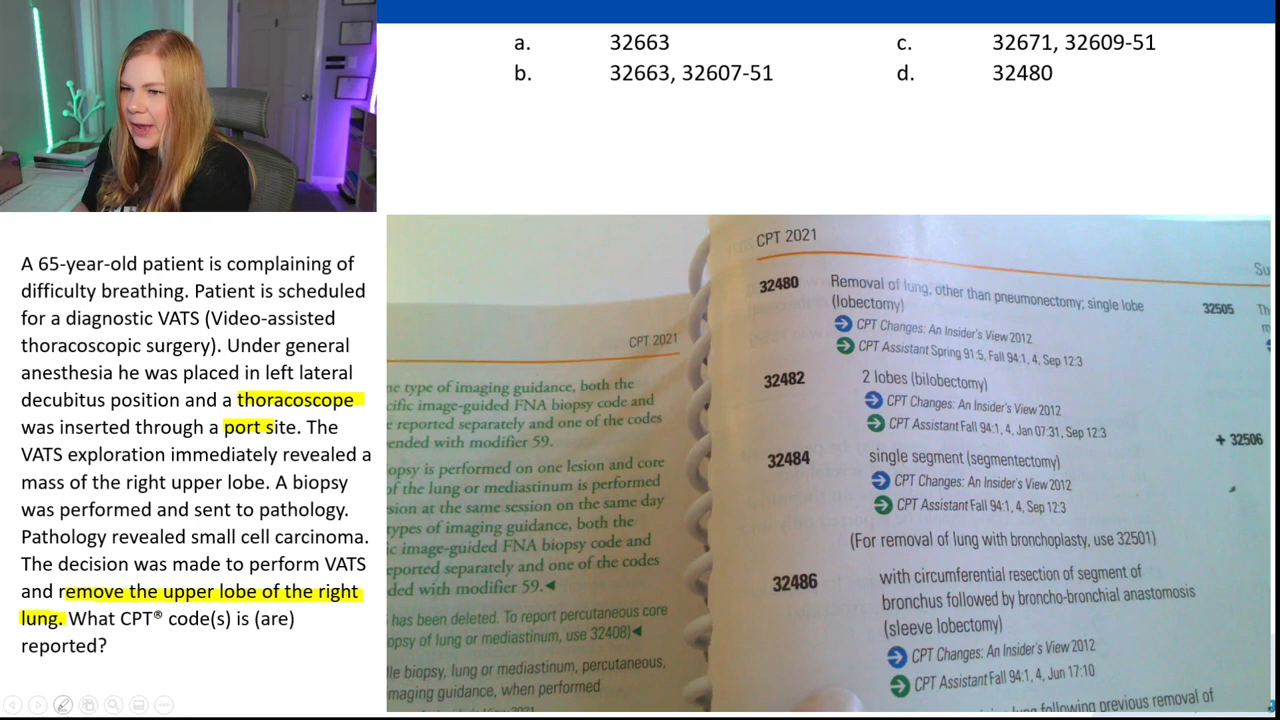 a. 32663 c. 32671, 32609-51
b. 32663, 32607-51 d. 32480
A 65-year-old patient is complaining of
difficulty breathing. Patient is scheduled
for a diagnostic VATS (Video-assisted
thoracoscopic surgery). Under general
anesthesia he was placed in left lateral
decubitus position and a thoracoscope
was inserted through a port site. The
VATS exploration immediately revealed a
mass of the right upper lobe. A biopsy
was performed and sent to pathology.
Pathology revealed small cell carcinoma.
The decision was made to perform VATS
and remove the upper lobe of the right
lung. What CPT® code(s) is (are)
reported?
CPT 2021
type of imaging guidance, both the
image-guided FNA biopsy code and
reported separately and one of the codes
ended with modifier 59.
opsy is performed on one lesion and core
of the lung or mediastinum is performed
sion at the same session on the same day
types of imaging guidance, both the
ic image-guided FNA biopsy code and
eported separately and one of the codes
ded with modifier 59.◄
has been deleted. To report percutaneous core
opsy of lung or mediastinum, use 32408)◄
le biopsy, lung or mediastinum, percutaneous,
maging guidance, when performed
CPT 2021
32480 Removal of lung, other than pneumonectomy; single lobe
(lobectomy)
CPT Changes: An Insider's View 2012
CPT Assistant Spring 91:5, Fall 94:1, 4, Sep 12:3
32482 2 lobes (bilobectomy)
CPT Changes: An Insider's View 2012
CPT Assistant Fall 94:1, 4, Jan 07:31, Sep 12:3
32484 single segment (segmentectomy)
CPT Changes: An Insider's View 2012
CPT Assistant Fall 94:1, 4, Sep 12:3
(For removal of lung with bronchoplasty, use 32501)
32486 with circumferential resection of segment of
bronchus followed by broncho-bronchial anastomosis
(sleeve lobectomy)
CPT Changes: An Insider's View 2012
CPT Assistant Fall 94:1, 4, Jun 17:10
lung following previous removal of
Su
32505 Th
+ 32506